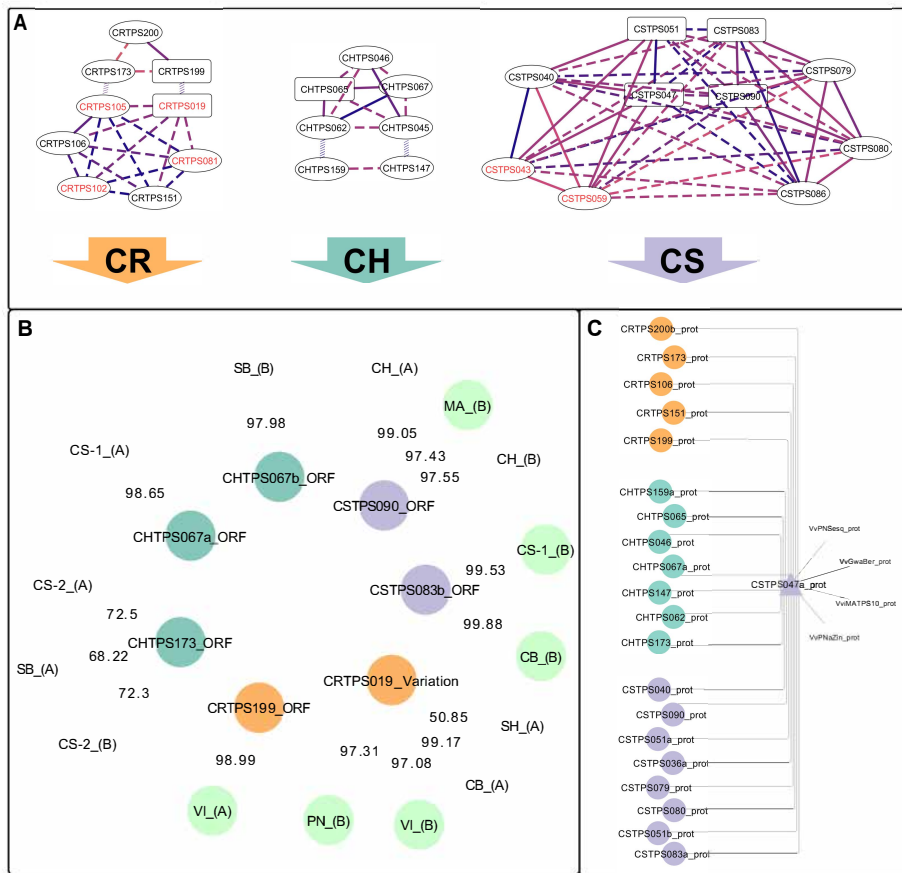 A
CRTPS200
CRTPS173
CRTPS199
CRTPS105
CRTPS019
CRTPS106
CRTPS081
CRTPS102
CRTPS151
CHTPS046
CHTPS065
CHTPS067
CHTPS062
CHTPS045
CHTPS159
CHTPS147
CSTPS051
CSTPS083
CSTPS040
CSTPS079
CSTPS047
CSTPS090
CSTPS080
CSTPS043
CSTPS059
CSTPS086
CR
CH
CS
B
SB_(B)
CH_(A)
MA_(B)
97.98
99.05
CS-1_(A)
97.43
CH_(B)
97.55
98.65
CHTPS067b_ORF
CSTPS090_ORF
CHTPS067a_ORF
CS-1_(B)
99.53
CS-2_(A)
CSTPS083b_ORF
72.5
99.88
CHTPS173_ORF
CB_(B)
68.22
SB_(A)
CRTPS019_Variation
72.3
CRTPS199_ORF
50.85
SH_(A)
CS-2_(B)
99.17
97.31
98.99
97.08
CB_(A)
VI_(A)
PN_(B)
VI_(B)
C
CRTPS200b_prot
CRTPS173_prot
CRTPS106_prot
CRTPS151_prot
CRTPS199_prot
CHTPS159a_prot
CHTPS065_prot
CHTPS046_prot
CHTPS067a_prot
CHTPS147_prot
CHTPS062_prot
CHTPS173_prot
CSTPS040_prot
CSTPS090_prot
CSTPS051a_prot
CSTPS036a_prot
CSTPS079_prot
CSTPS080_prot
CSTPS051b_prot
CSTPS083a_prot
VvPNSesq_prot
VvGwaBer_prot
CSTPS047a_prot
VviMATPS10_prot
VvPNaZin_prot